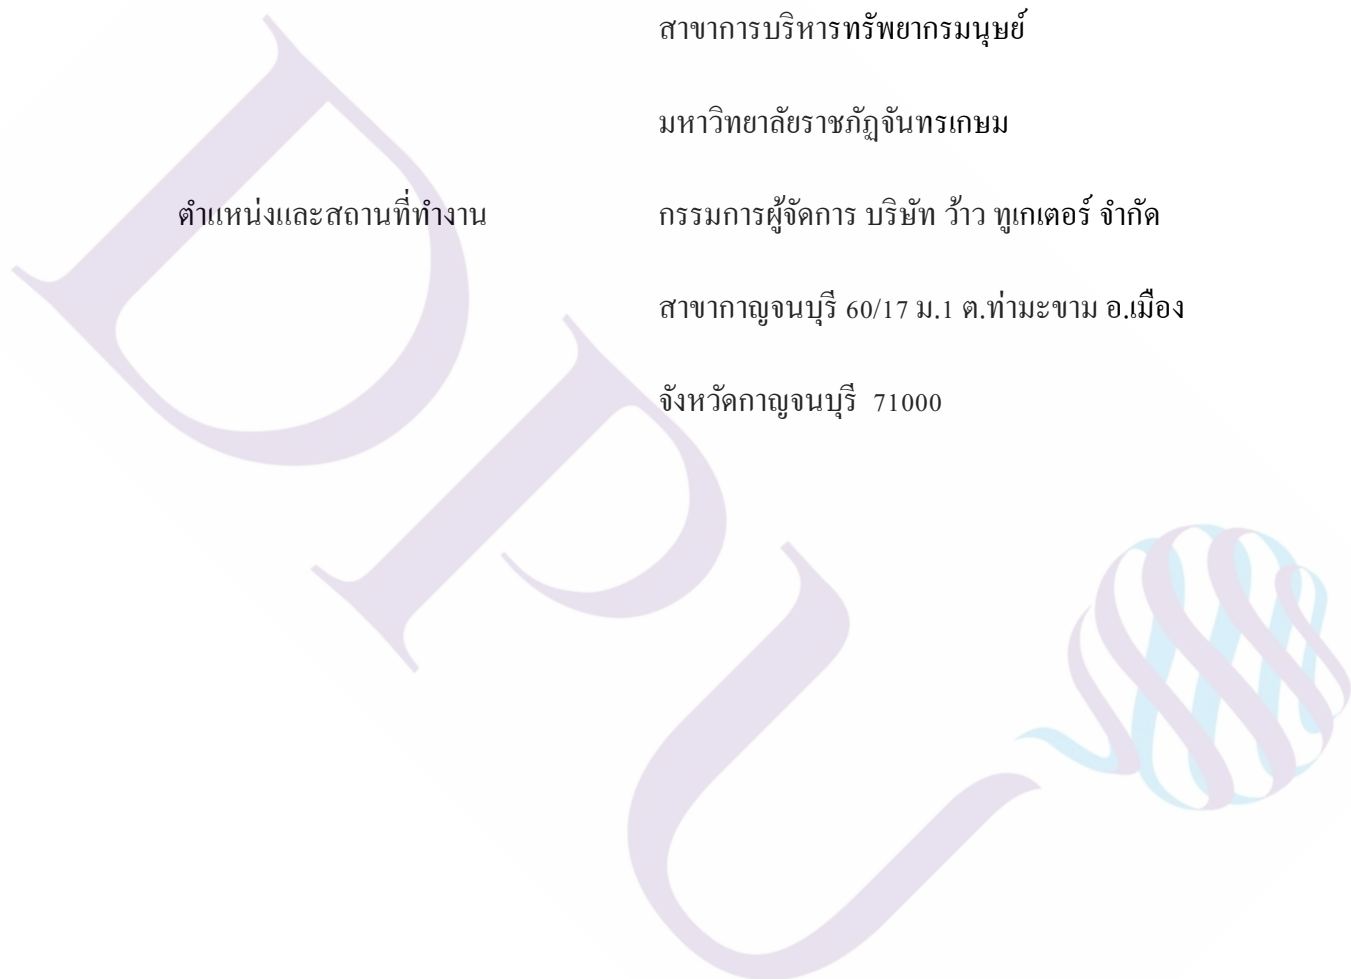 สาขาการบริหารทรัพยากรมนุษย์
มหาวิทยาลัยราชภัฏจันทรเกษม
ตำแหน่งและสถานที่ทำงาน กรรมการผู้จัดการ บริษัท ว้าว ทูเกเตอร์ จำกัด
สาขากาญจนบุรี 60/17 ม.1 ต.ท่ามะขาม อ.เมือง
จังหวัดกาญจนบุรี 71000
DPU